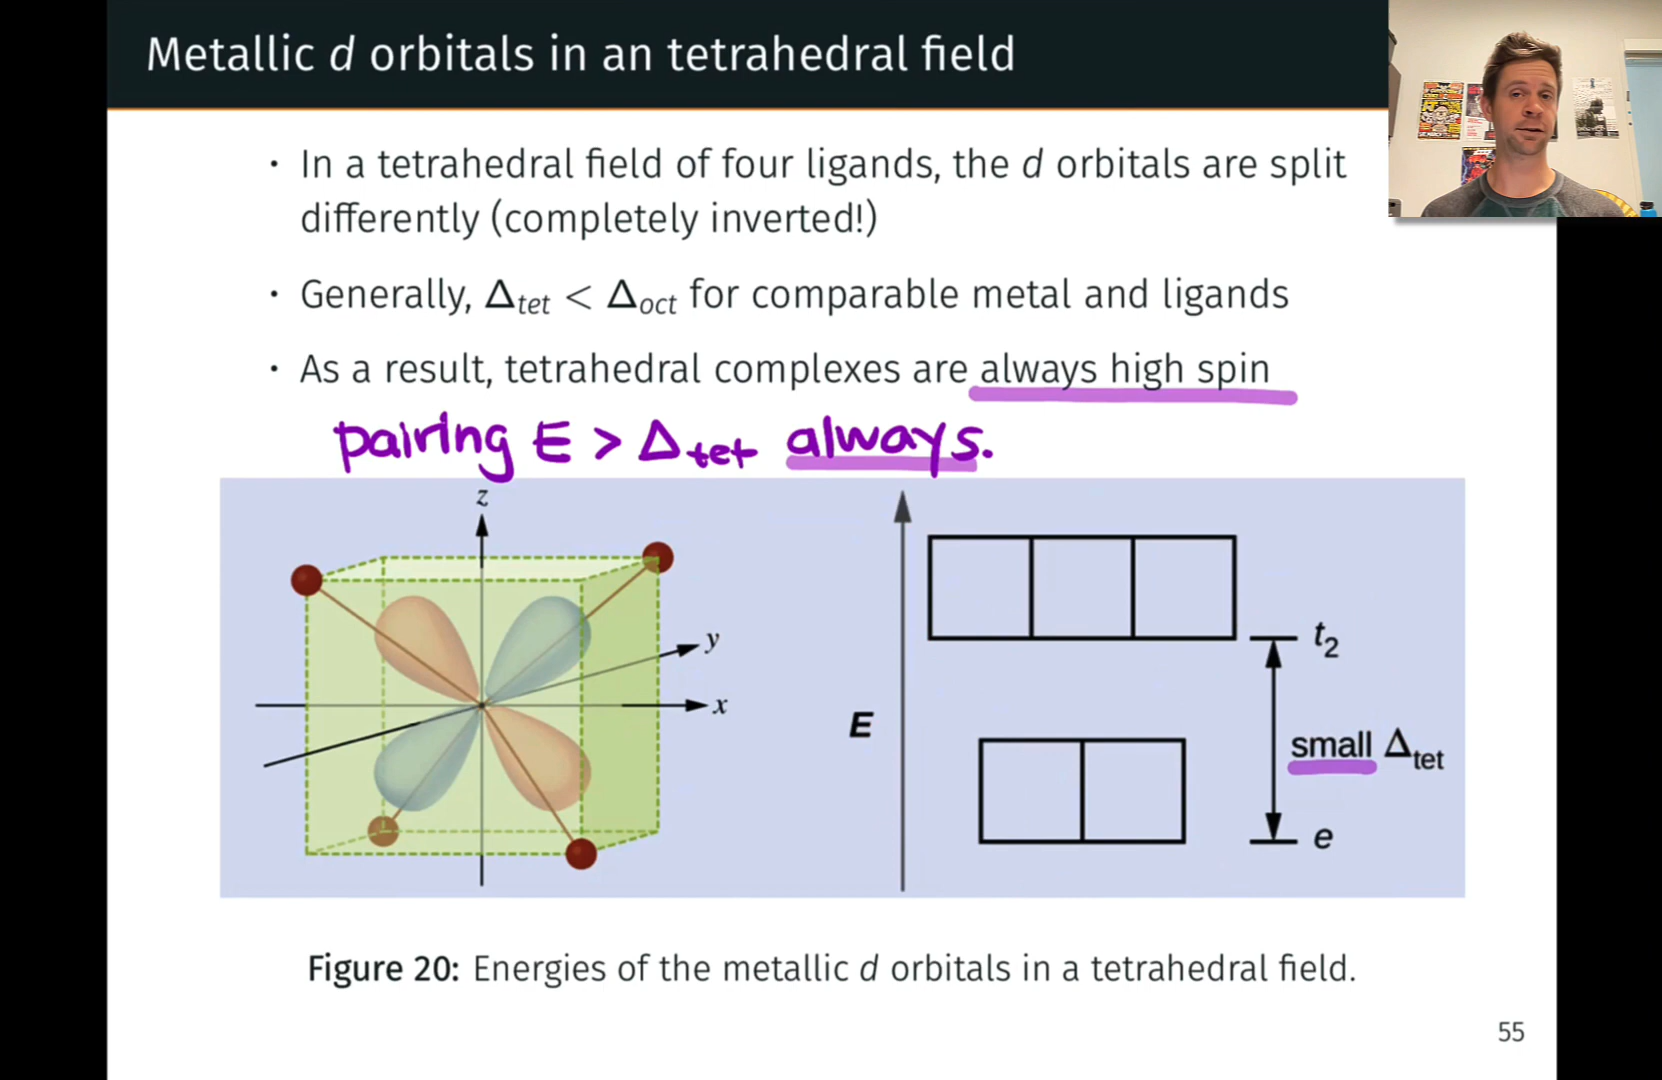 Metallic d orbitals in an tetrahedral field
· In a tetrahedral field of four ligands, the d orbitals are split
differently (completely inverted!)
· Generally, Δtet < Δoct for comparable metal and ligands
· As a result, tetrahedral complexes are always high spin
pairing E > Δtet always.
z
y
x
E
t2
small Δtet
e
Figure 20: Energies of the metallic d orbitals in a tetrahedral field.
55